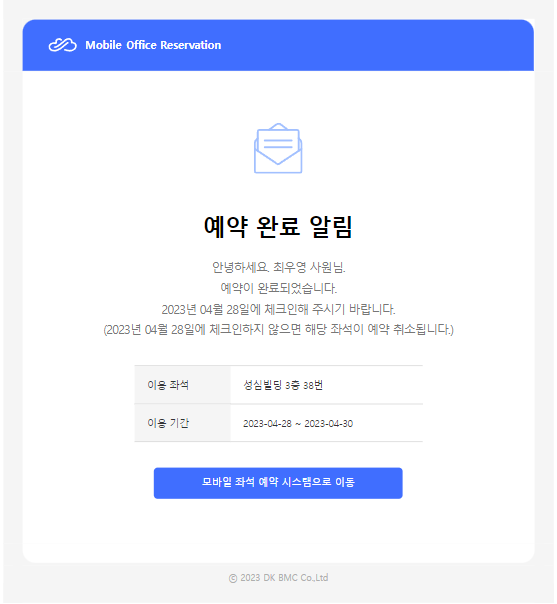 Mobile Office Reservation
예약 완료 알림
안녕하세요. 최우영 사원님.
예약이 완료되었습니다.
2023년 04월 28일에 체크인해 주시기 바랍니다.
(2023년 04월 28일에 체크인하지 않으면 해당 좌석이 예약 취소됩니다.)
이용 좌석 성심빌딩 3층 38번
이용 기간 2023-04-28 ~ 2023-04-30
모바일 좌석 예약 시스템으로 이동
© 2023 DK BMC Co.,Ltd